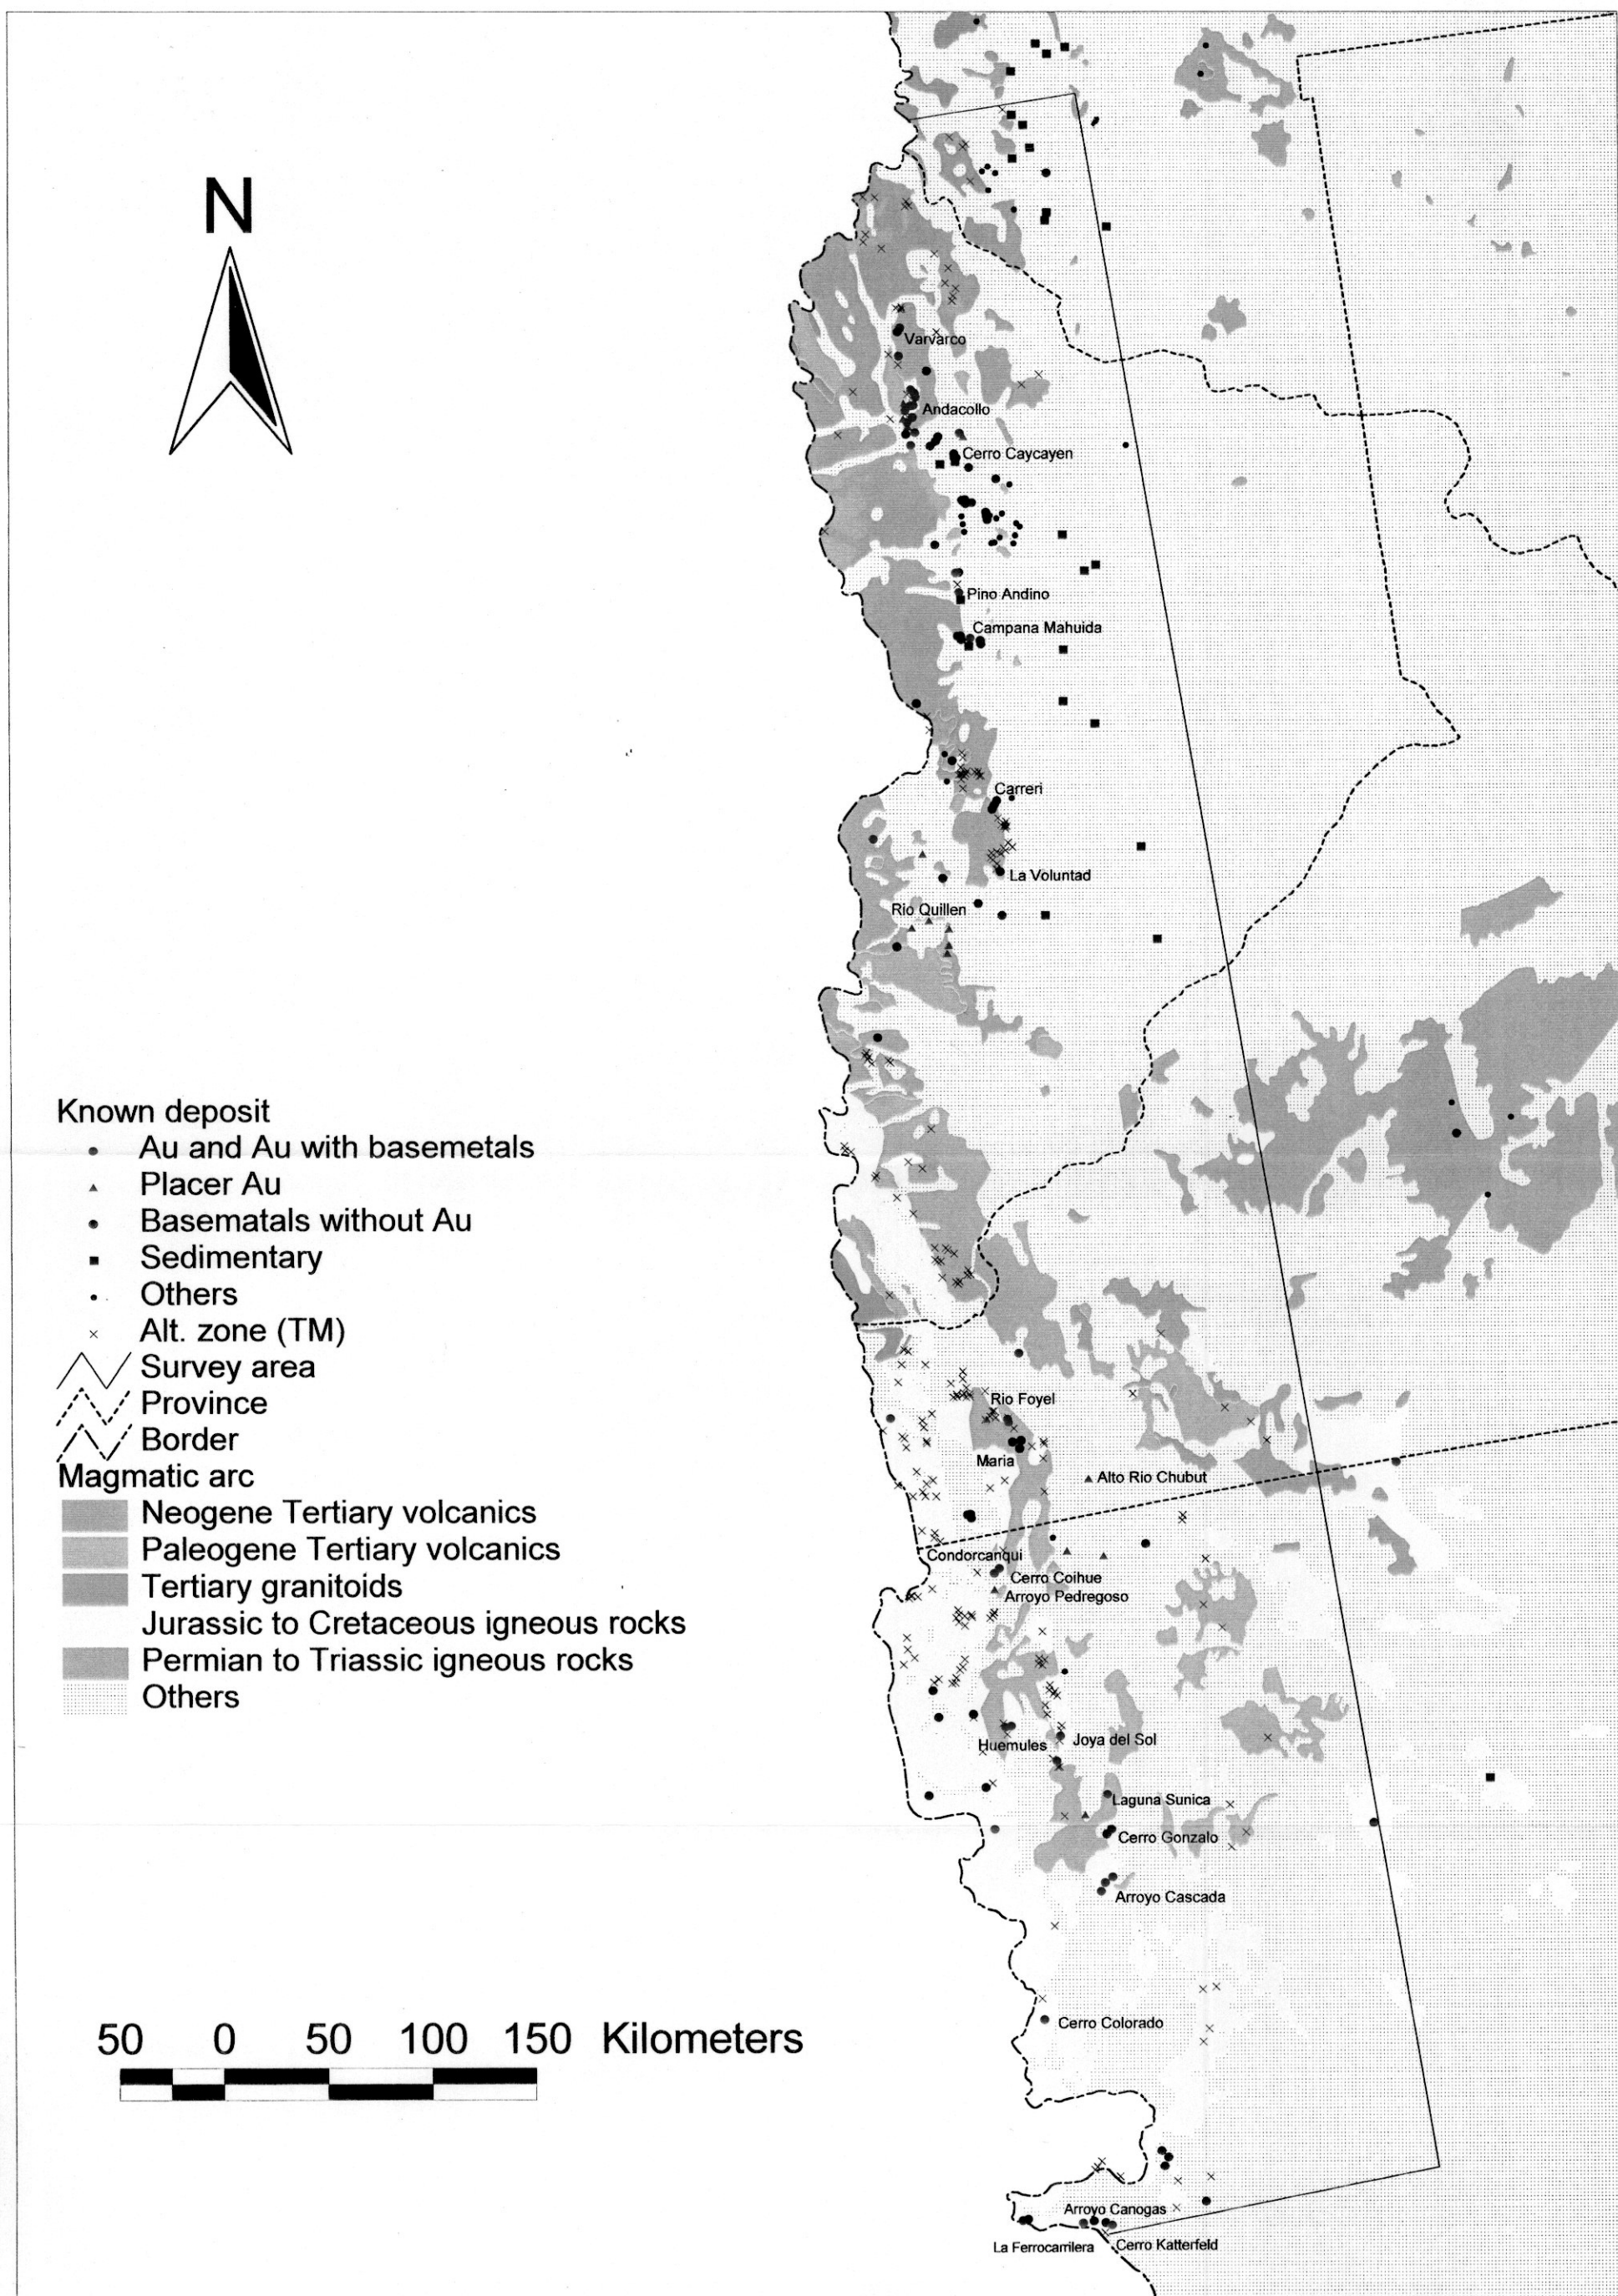 N
Varvarco
Andacollo
Cerro Caycayen
Pino Andino
Campana Mahuida
Carreri
La Voluntad
Rio Quillen
Known deposit
Au and Au with basemetals
Placer Au
Basematals without Au
Sedimentary
Others
Alt. zone (TM)
Survey area
Province
Border
Magmatic arc
Neogene Tertiary volcanics
Paleogene Tertiary volcanics
Tertiary granitoids
Jurassic to Cretaceous igneous rocks
Permian to Triassic igneous rocks
Others
Rio Foyel
Maria
Alto Rio Chubut
Condorcanqui
Cerro Coihue
Arroyo Pedregoso
Huemules
Joya del Sol
Laguna Sunica
Cerro Gonzalo
Arroyo Cascada
Cerro Colorado
50 0 50 100 150 Kilometers
Arroyo Canogas
La Ferrocarrilera
Cerro Katterfeld